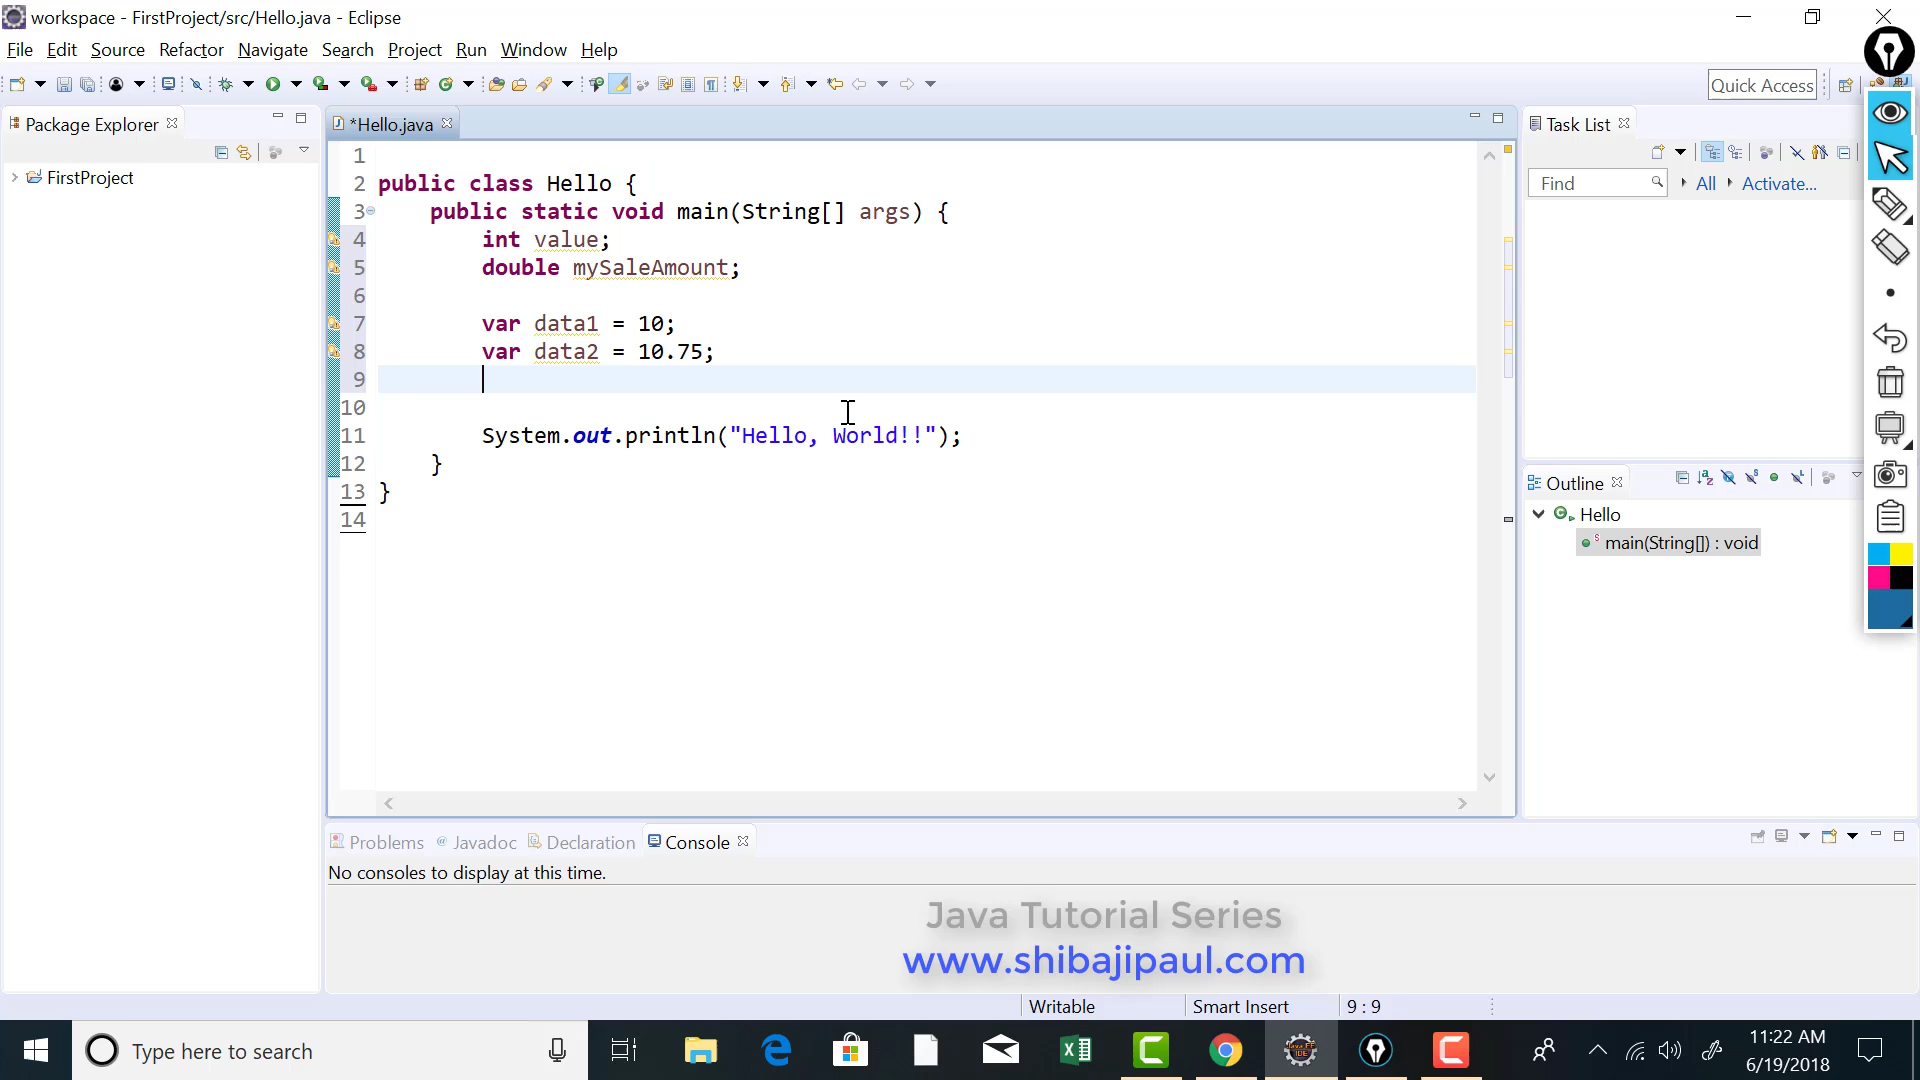 workspace - FirstProject/src/Hello.java - Eclipse
File Edit Source Refactor Navigate Search Project Run Window Help
Quick Access
Package Explorer
FirstProject
*Hello.java
1
2 public class Hello {
3 public static void main(String[] args) {
4 int value;
5 double mySaleAmount;
6
7 var data1 = 10;
8 var data2 = 10.75;
9
10
11 System.out.println("Hello, World!!");
12 }
13 }
14
Task List
Find All Activate...
Outline
Hello
main(String[]) : void
Problems Javadoc Declaration Console
No consoles to display at this time.
Java Tutorial Series
www.shibajipaul.com
Writable Smart Insert 9 : 9
Type here to search
11:22 AM
6/19/2018